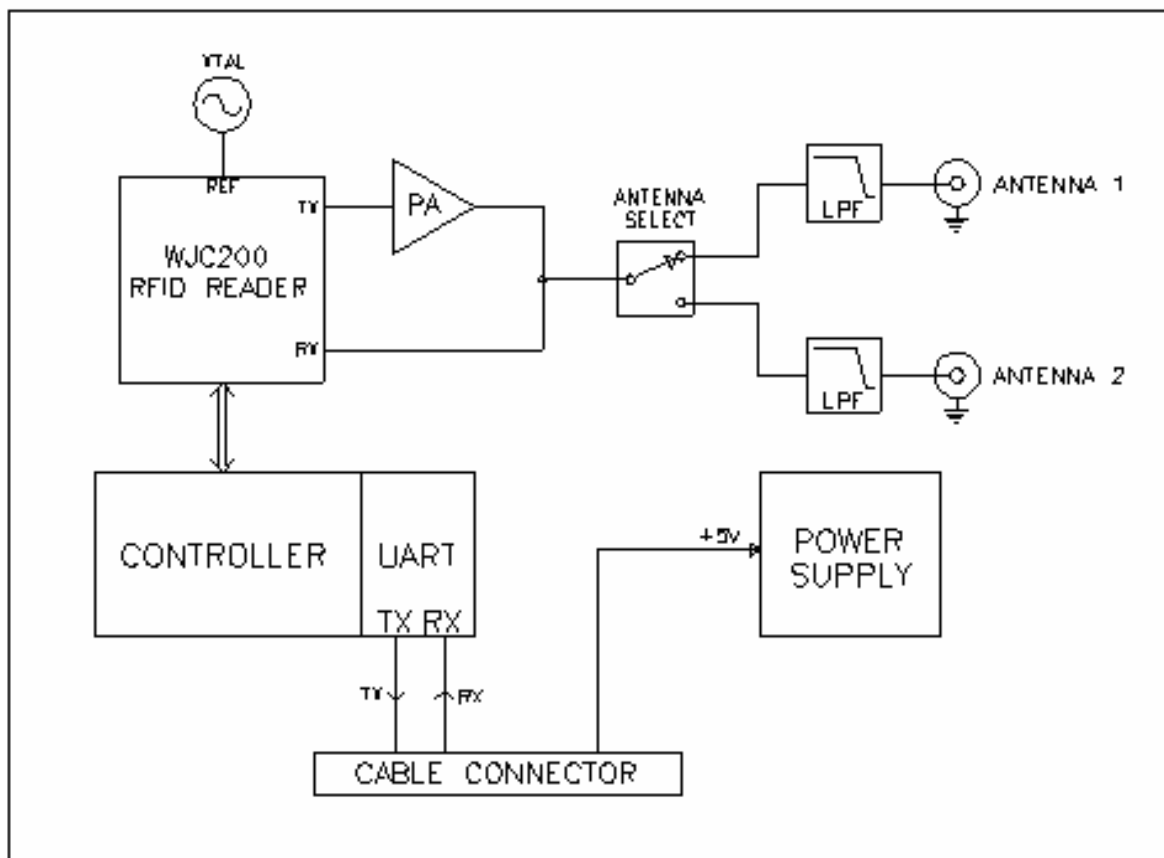 XTAL
REF
TX
PA
WJC200
RFID READER
RX
ANTENNA
SELECT
LPF
ANTENNA 1
LPF
ANTENNA 2
CONTROLLER
UART
TX RX
+5V
POWER
SUPPLY
TX
RX
CABLE CONNECTOR